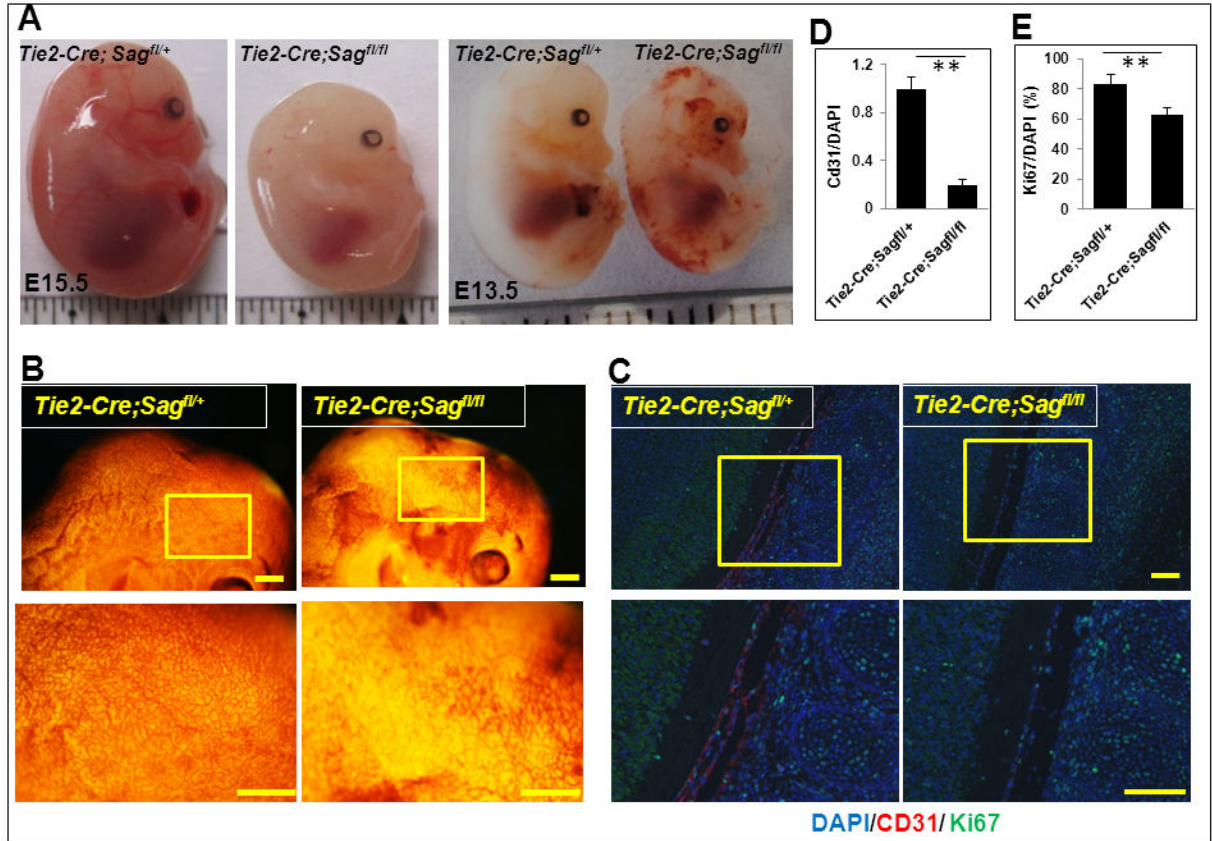 A
Tie2-Cre; Sagfl/+
Tie2-Cre;Sagfl/fl
Tie2-Cre;Sagfl/+
Tie2-Cre;Sagfl/fl
E15.5
E13.5
D
1.2
0.8
0.4
0
Cd31/DAPI
**
Tie2-Cre;Sagfl/+
Tie2-Cre;Sagfl/fl
E
100
80
60
40
20
0
Ki67/DAPI (%)
**
Tie2-Cre;Sagfl/+
Tie2-Cre;Sagfl/fl
B
Tie2-Cre;Sagfl/+
Tie2-Cre;Sagfl/fl
C
Tie2-Cre;Sagfl/+
Tie2-Cre;Sagfl/fl
DAPI/CD31/Ki67